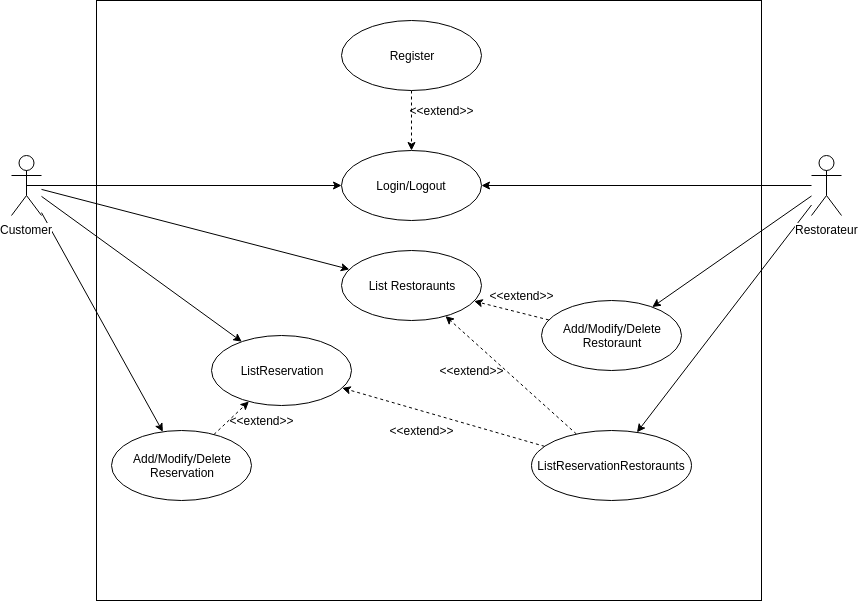 Register
<<extend>>
Login/Logout
Customer
Restorateur
List Restoraunts
<<extend>>
Add/Modify/Delete
Restoraunt
ListReservation
<<extend>>
<<extend>>
<<extend>>
Add/Modify/Delete
Reservation
ListReservationRestoraunts